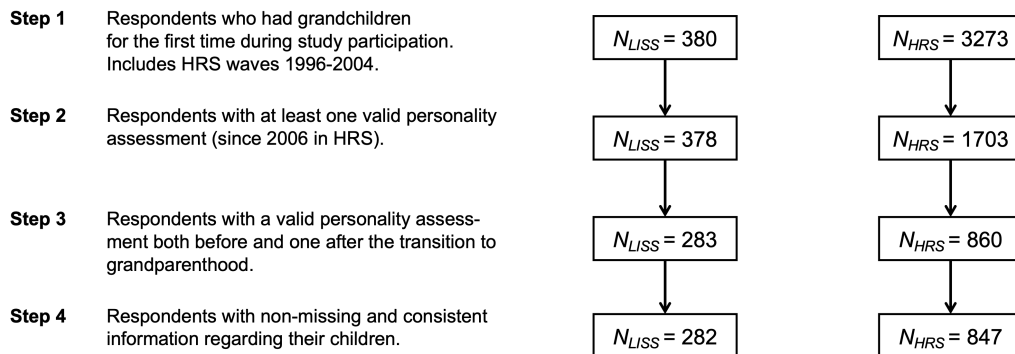 Step 1 Respondents who had grandchildren
for the first time during study participation.
Includes HRS waves 1996-2004.
N_LISS = 380
N_HRS = 3273
Step 2 Respondents with at least one valid personality
assessment (since 2006 in HRS).
N_LISS = 378
N_HRS = 1703
Step 3 Respondents with a valid personality assess-
ment both before and one after the transition to
grandparenthood.
N_LISS = 283
N_HRS = 860
Step 4 Respondents with non-missing and consistent
information regarding their children.
N_LISS = 282
N_HRS = 847